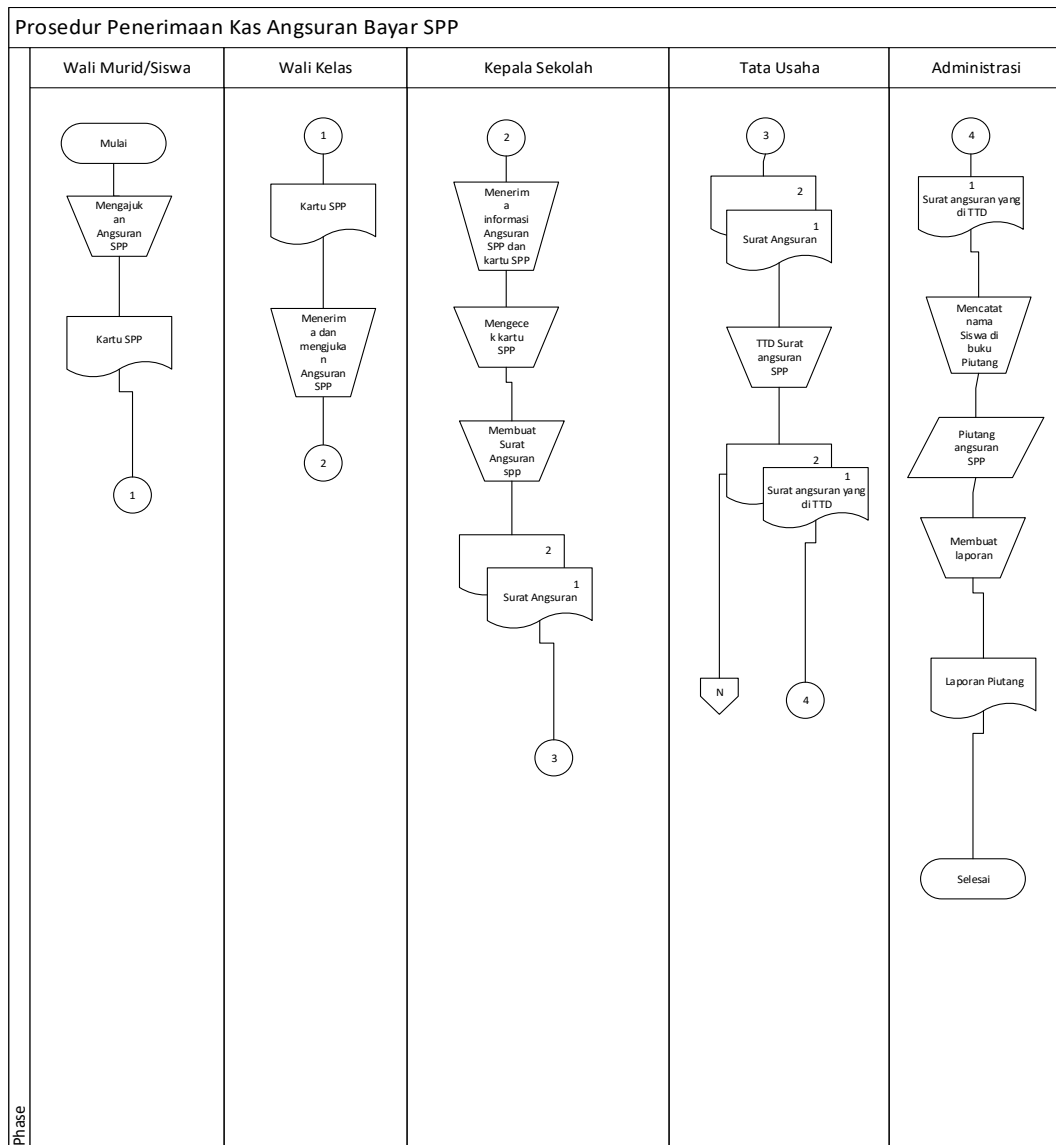 Prosedur Penerimaan Kas Angsuran Bayar SPP
Phase
Wali Murid/Siswa
Mulai
Mengajuk
an
Angsuran
SPP
Kartu SPP
1
Wali Kelas
1
Kartu SPP
Menerim
a dan
mengjuka
n
Angsuran
SPP
2
Kepala Sekolah
2
Menerim
a
informasi
Angsuran
SPP dan
kartu SPP
Mengece
k kartu
SPP
Membuat
Surat
Angsuran
spp
2
1
Surat Angsuran
3
Tata Usaha
3
2
1
Surat Angsuran
TTD Surat
angsuran
SPP
2
1
Surat angsuran yang
di TTD
N
4
Administrasi
4
1
Surat angsuran yang
di TTD
Mencatat
nama
Siswa di
buku
Piutang
Piutang
angsuran
SPP
Membuat
laporan
Laporan Piutang
Selesai